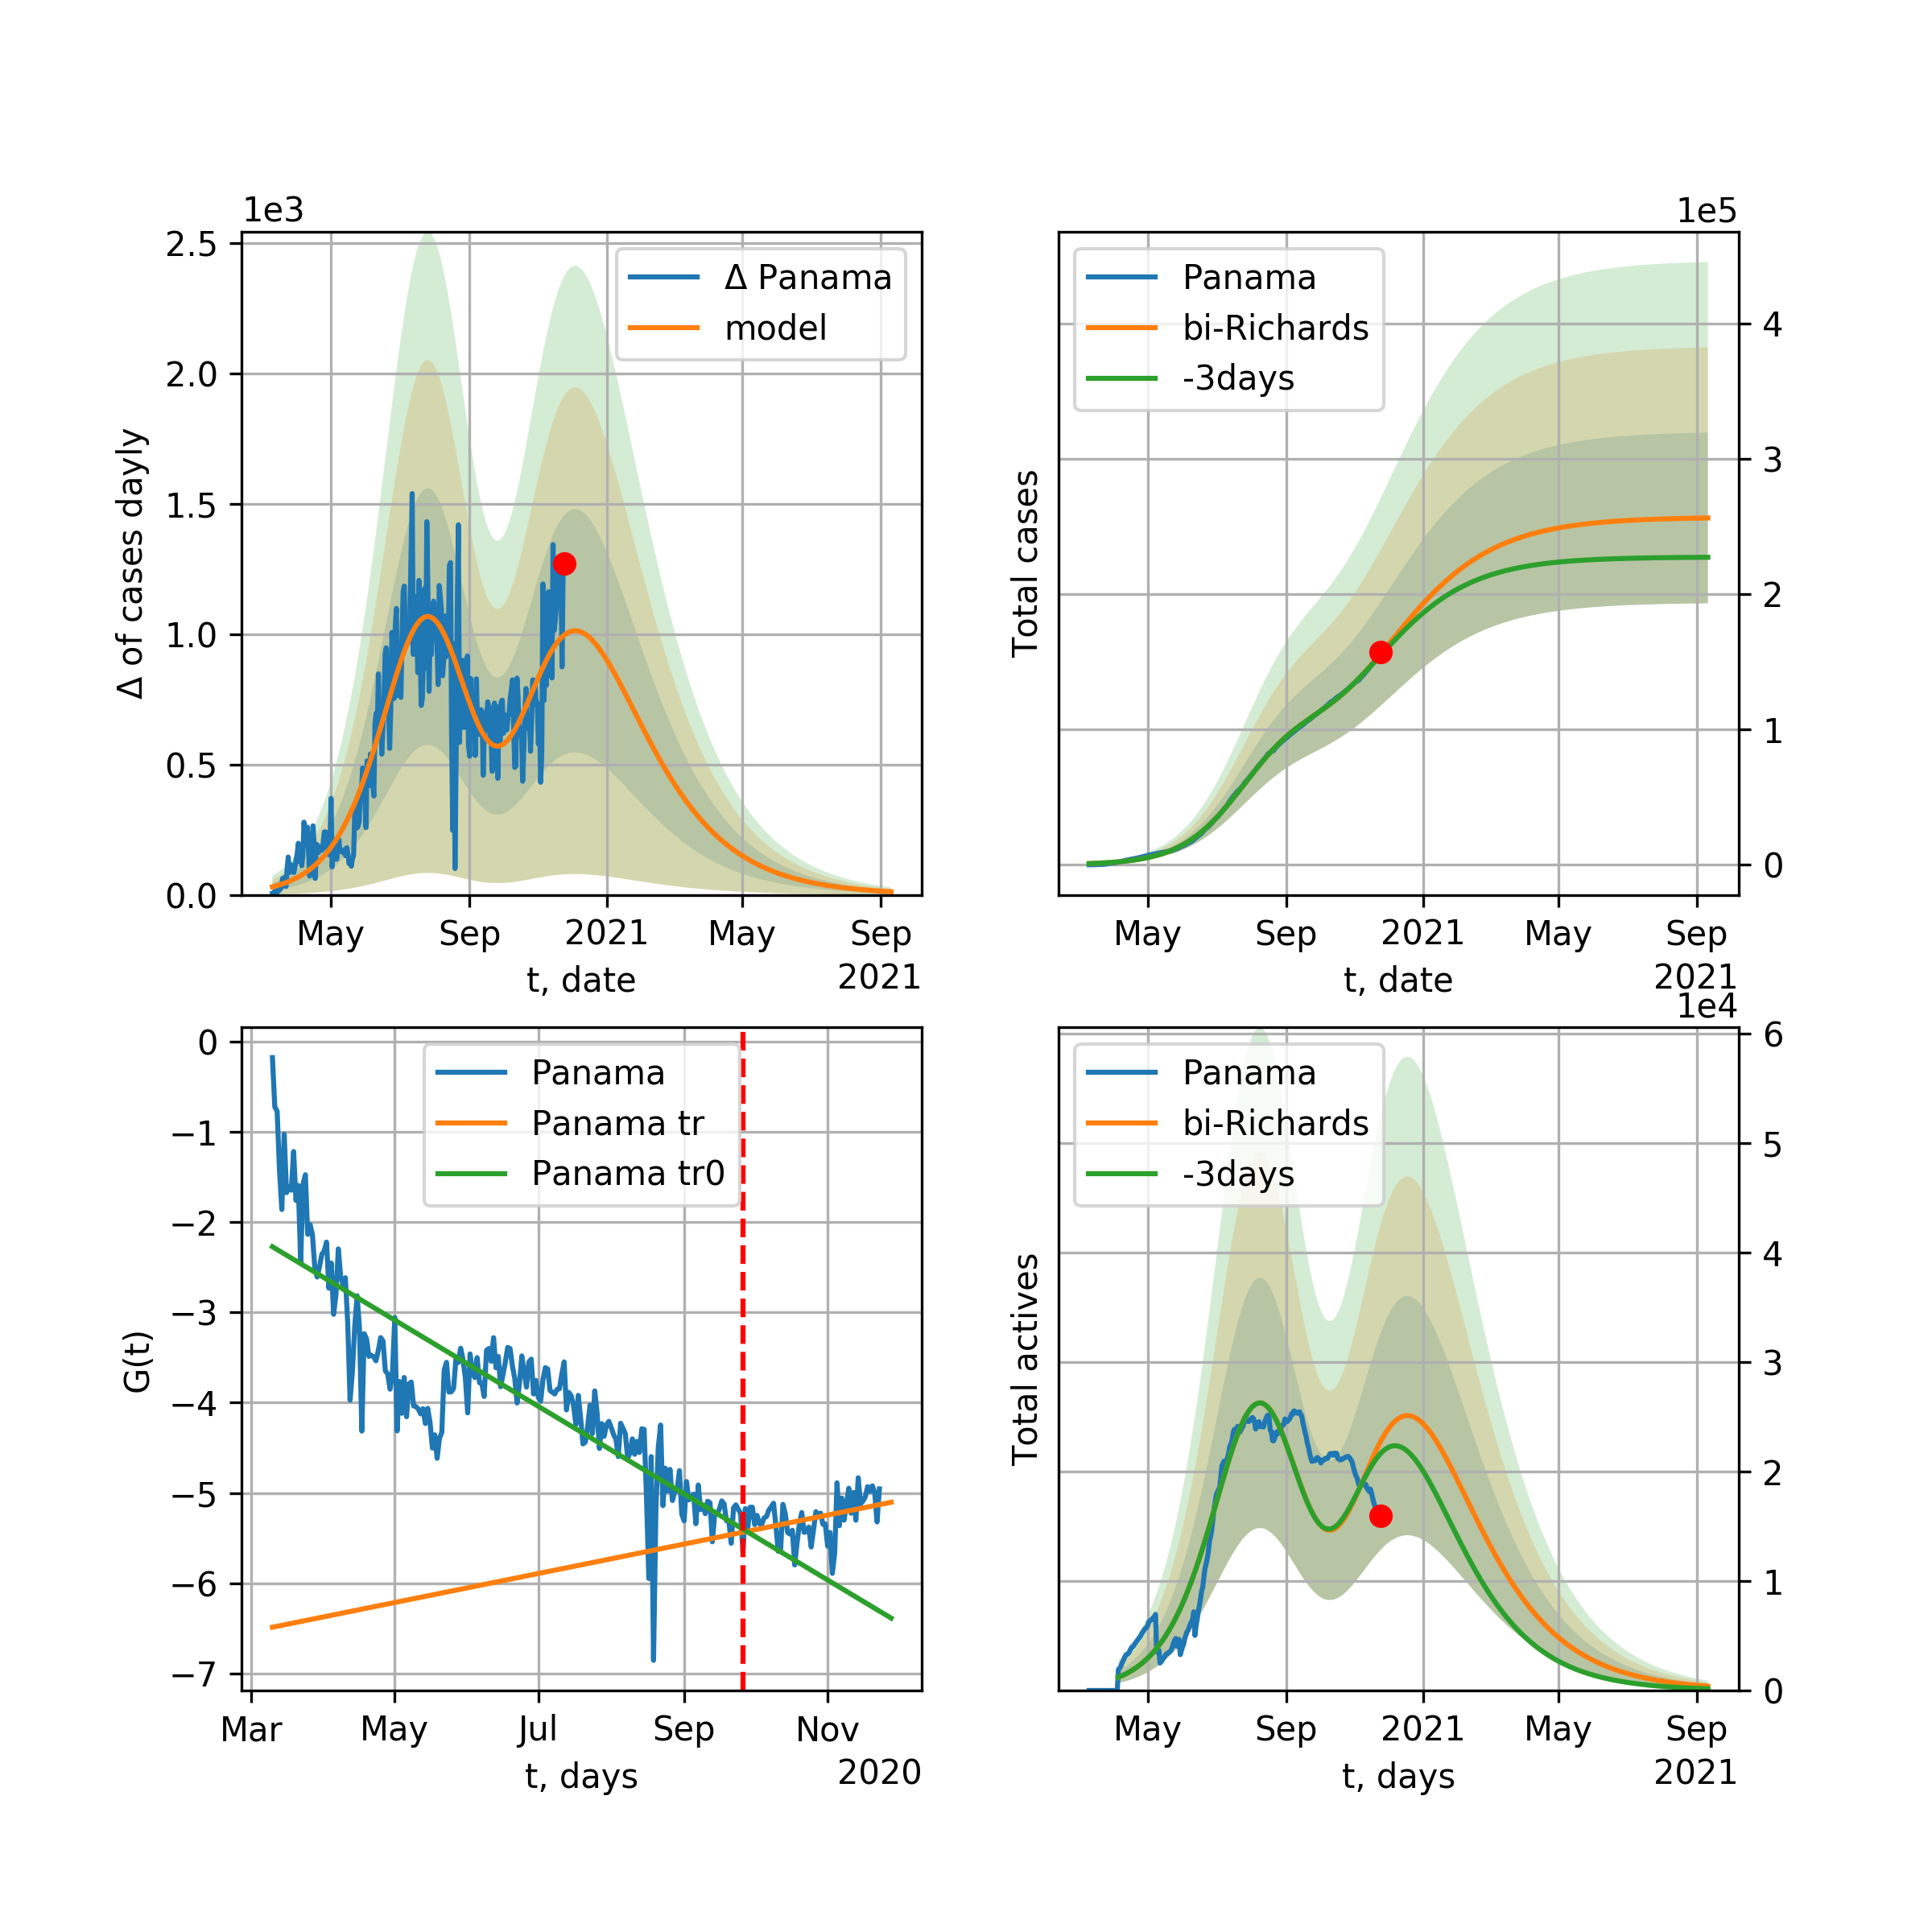 1e3
2.5
2.0
1.5
1.0
0.5
0.0
Δ of cases dayly
Δ Panama
model
May
Sep
2021
May
Sep
t, date
2021
1e5
Panama
bi-Richards
-3days
Total cases
4
3
2
1
0
May
Sep
2021
May
Sep
t, date
2021
0
−1
−2
−3
−4
−5
−6
−7
G(t)
Panama
Panama tr
Panama tr0
Mar
May
Jul
Sep
Nov
t, days
2020
1e4
Panama
bi-Richards
-3days
Total actives
6
5
4
3
2
1
0
May
Sep
2021
May
Sep
t, days
2021